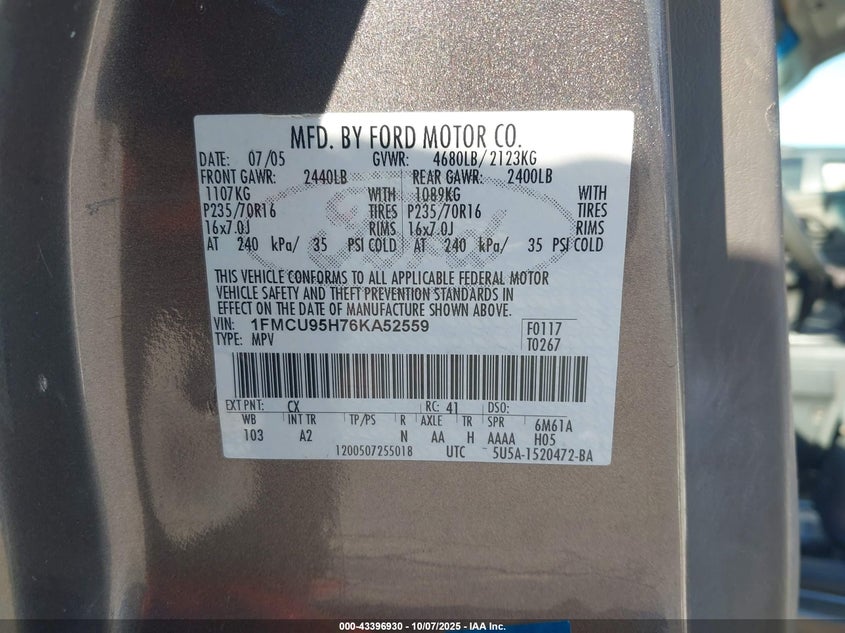 MFD. BY FORD MOTOR CO.
DATE: 07/05 GVWR: 4680LB/2123KG
FRONT GAWR: 2440LB REAR GAWR: 2400LB
1107KG WITH 1089KG WITH
P235/70R16 TIRES P235/70R16 TIRES
16x7.0J RIMS 16x7.0J RIMS
AT 240 kPa/ 35 PSI COLD AT 240 kPa/ 35 PSI COLD
Ford
THIS VEHICLE CONFORMS TO ALL APPLICABLE FEDERAL MOTOR
VEHICLE SAFETY AND THEFT PREVENTION STANDARDS IN
EFFECT ON THE DATE OF MANUFACTURE SHOWN ABOVE.
VIN: 1FMCU95H76KA52559 F0117
TYPE: MPV T0267
EXT PNT: CX RC: 41 DSO:
WB INT TR TP/PS R AXLE TR SPR 6M61A
103 A2 N AA H AAAA H05
1200507255018 UTC 5U5A-1520472-BA
000-43396930 - 10/07/2025 - IAA Inc.